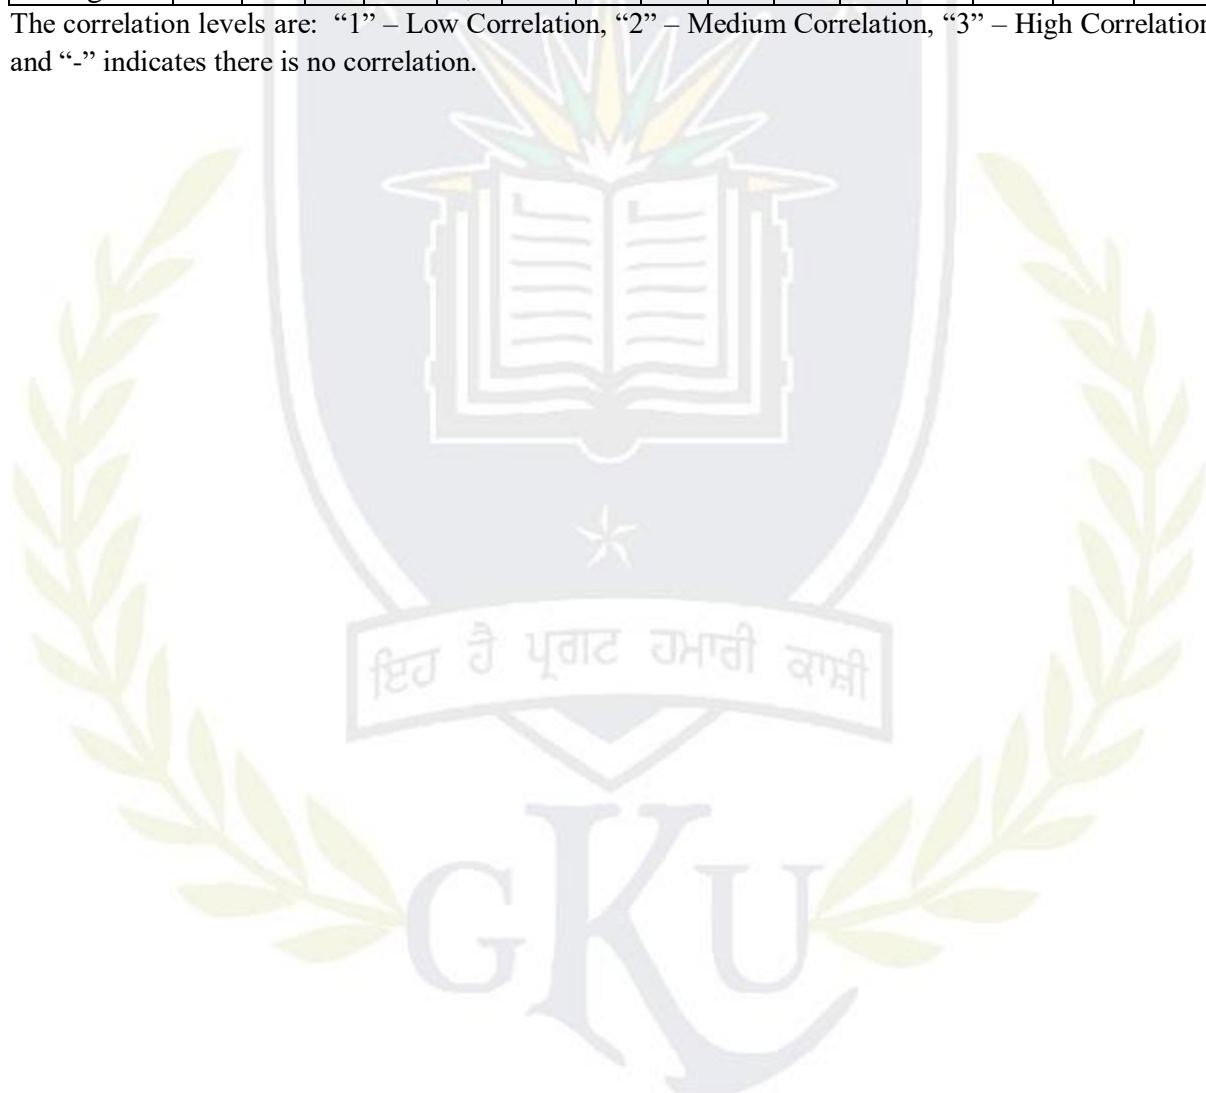 The correlation levels are: “1” – Low Correlation, “2” – Medium Correlation, “3” – High Correlation
and “-” indicates there is no correlation.
ਇਹ ਹੈ ਪ੍ਰਗਟ ਹਮਾਰੀ ਕਾਸ਼ੀ
GKU